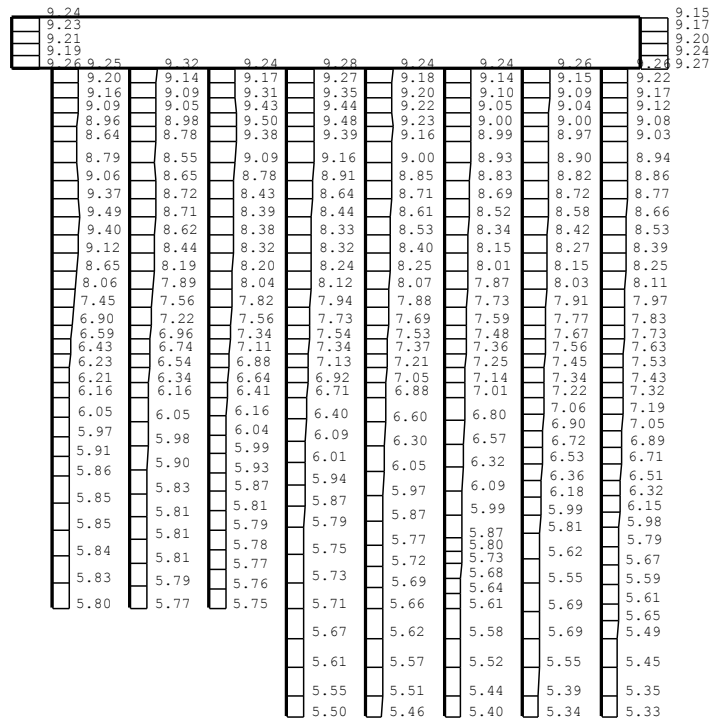 9.24 9.15
9.23 9.17
9.21 9.20
9.19 9.24
9.26 9.25 9.32 9.24 9.28 9.24 9.24 9.26 9.26 9.27
9.20 9.14 9.17 9.27 9.18 9.14 9.15 9.22
9.16 9.09 9.31 9.35 9.20 9.10 9.09 9.17
9.09 9.05 9.43 9.44 9.22 9.05 9.04 9.12
8.96 8.98 9.50 9.48 9.23 9.00 9.00 9.08
8.64 8.78 9.38 9.39 9.16 8.99 8.97 9.03
8.79 8.55 9.09 9.16 9.00 8.93 8.90 8.94
9.06 8.65 8.78 8.91 8.85 8.83 8.82 8.86
9.37 8.72 8.43 8.64 8.71 8.69 8.72 8.77
9.49 8.71 8.39 8.44 8.61 8.52 8.58 8.66
9.40 8.62 8.38 8.33 8.53 8.34 8.42 8.53
9.12 8.44 8.32 8.32 8.40 8.15 8.27 8.39
8.65 8.19 8.20 8.24 8.25 8.01 8.15 8.25
8.06 7.89 8.04 8.12 8.07 7.87 8.03 8.11
7.45 7.56 7.82 7.94 7.88 7.73 7.91 7.97
6.90 7.22 7.56 7.73 7.69 7.59 7.77 7.83
6.59 6.96 7.34 7.54 7.53 7.48 7.67 7.73
6.43 6.74 7.11 7.34 7.37 7.36 7.56 7.63
6.23 6.54 6.88 7.13 7.21 7.25 7.45 7.53
6.21 6.34 6.64 6.92 7.05 7.14 7.34 7.43
6.16 6.16 6.41 6.71 6.88 7.01 7.22 7.32
6.05 6.05 6.16 6.40 6.60 6.80 7.06 7.19
5.97 5.98 6.04 6.09 6.30 6.57 6.90 7.05
6.72 6.89
5.91 5.90 5.99 6.01 6.05 6.32 6.53 6.71
5.86 5.83 5.93 5.94 5.97 6.09 6.36 6.51
5.87 6.18 6.32
5.85 5.81 5.81 5.87 5.87 5.99 5.99 6.15
5.85 5.81 5.79 5.79 5.77 5.87 5.81 5.98
5.84 5.81 5.78 5.75 5.72 5.80 5.62 5.79
5.77 5.73 5.67
5.83 5.79 5.76 5.73 5.69 5.68 5.55 5.59
5.64
5.80 5.77 5.75 5.71 5.66 5.61 5.69 5.61
5.65
5.67 5.62 5.58 5.69 5.49
5.61 5.57 5.52 5.55 5.45
5.55 5.51 5.44 5.39 5.35
5.50 5.46 5.40 5.34 5.33